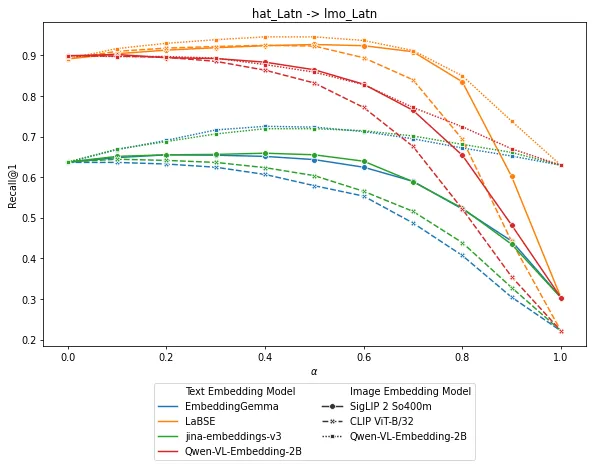 hat_Latn -> lmo_Latn
Recall@1
0.9
0.8
0.7
0.6
0.5
0.4
0.3
0.2
0.0 0.2 0.4 0.6 0.8 1.0
α
Text Embedding Model Image Embedding Model
EmbeddingGemma SigLIP 2 So400m
LaBSE CLIP ViT-B/32
jina-embeddings-v3 Qwen-VL-Embedding-2B
Qwen-VL-Embedding-2B